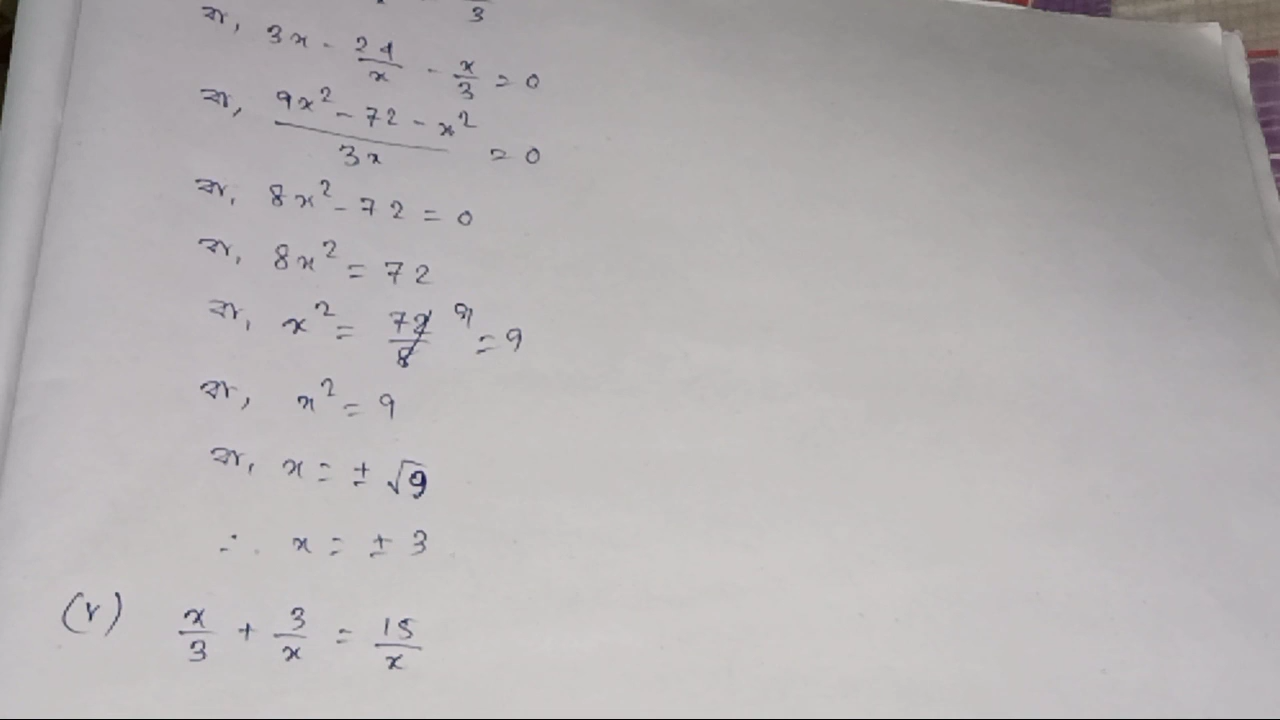 বা, 3x - 24/x - x/3 = 0
বা, (9x² - 72 - x²)/3x = 0
বা, 8x² - 72 = 0
বা, 8x² = 72
বা, x² = 72/8 9 = 9
বা, x² = 9
বা, x = ± √9
∴ x = ± 3
(v) x/3 + 3/x = 15/x